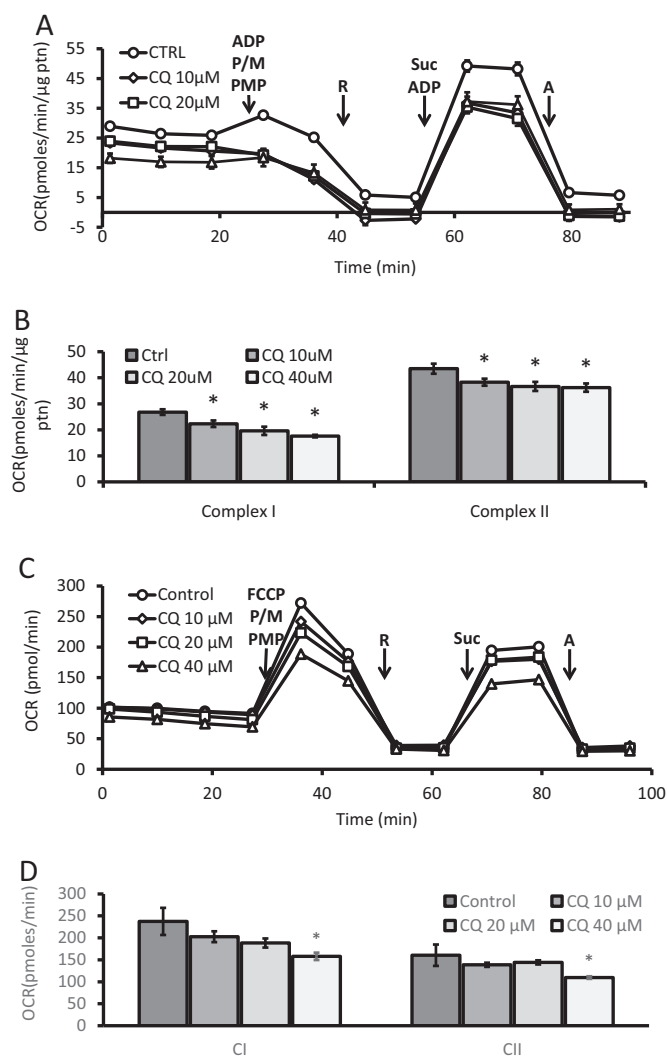 A
OCR(pmoles/min/µg ptn)
55
45
35
25
15
5
-5
CTRL
CQ 10µM
CQ 20µM
ADP
P/M
PMP
R
Suc
ADP
A
0
20
40
60
80
Time (min)
B
OCR(pmoles/min/µg
ptn)
50
40
30
20
10
0
Ctrl
CQ 10uM
CQ 20uM
CQ 40uM
* * *
* * *
Complex I
Complex II
C
OCR (pmol/min)
300
250
200
150
100
50
0
Control
CQ 10 µM
CQ 20 µM
CQ 40 µM
FCCP
P/M
PMP
R
Suc
A
0
20
40
60
80
100
Time (min)
D
OCR(pmoles/min)
300
250
200
150
100
50
0
Control
CQ 10 µM
CQ 20 µM
CQ 40 µM
*
*
CI
CII